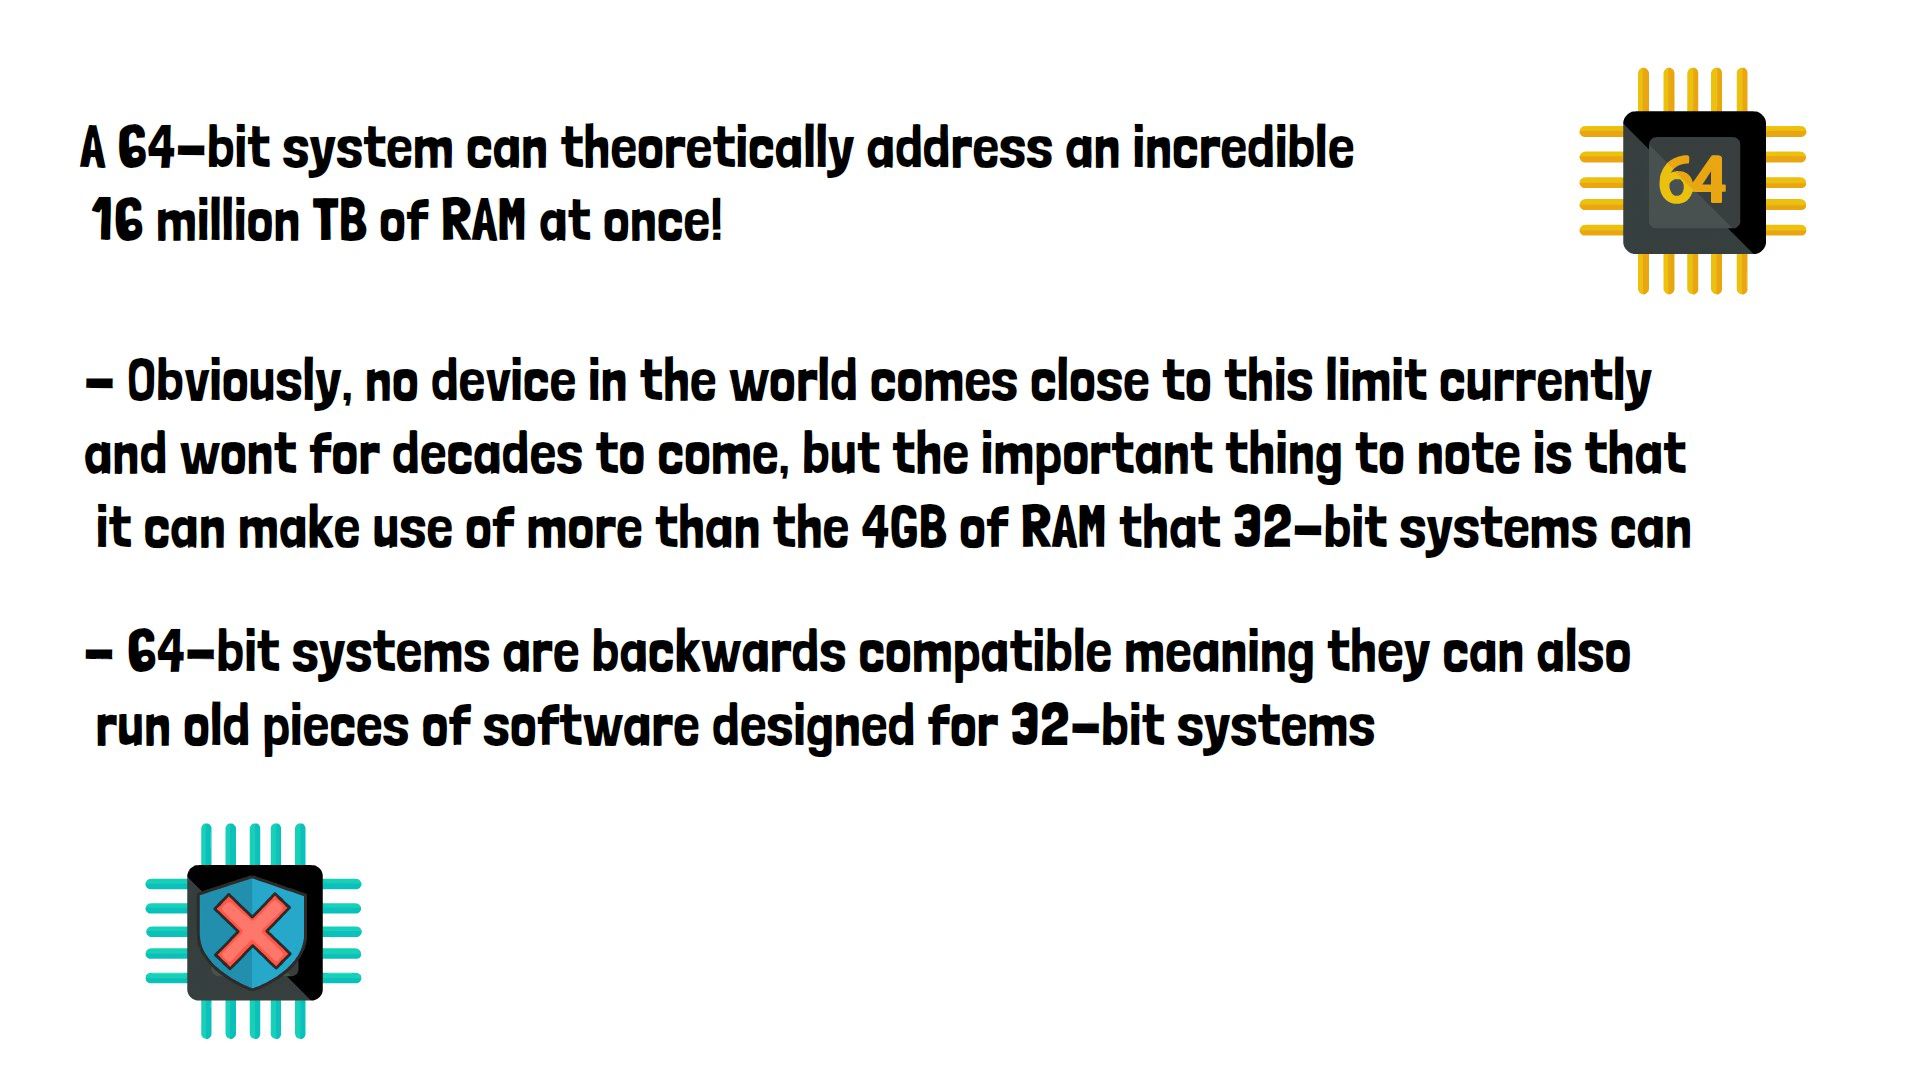 A 64-bit system can theoretically address an incredible
64
16 million TB of RAM at once!
- Obviously, no device in the world comes close to this limit currently
and wont for decades to come, but the important thing to note is that
it can make use of more than the 4GB of RAM that 32-bit systems can
- 64-bit systems are backwards compatible meaning they can also
run old pieces of software designed for 32-bit systems